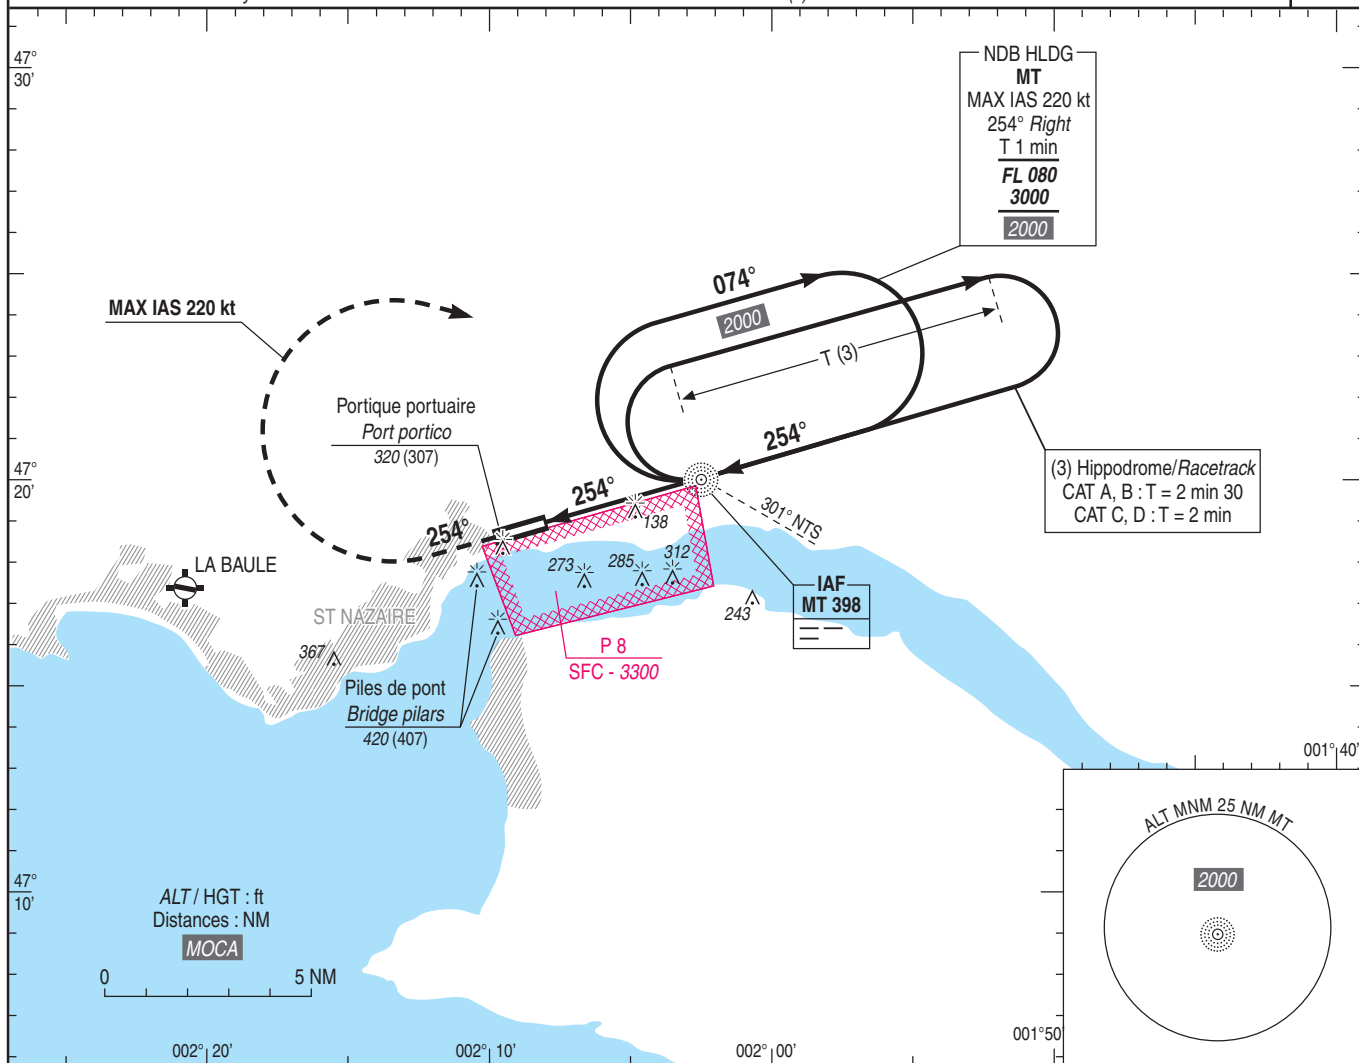 47°
30'
NDB HLDG
MT
MAX IAS 220 kt
254° Right
T 1 min
FL 080
3000
2000
074°
2000
MAX IAS 220 kt
T (3)
Portique portuaire
Port portico
320 (307)
254°
(3) Hippodrome/Racetrack
CAT A, B : T = 2 min 30
CAT C, D : T = 2 min
47°
20'
254°
301° NTS
138
254°
LA BAULE
273
285
312
IAF
MT 398
243
ST NAZAIRE
P 8
SFC - 3300
367
Piles de pont
Bridge pilars
420 (407)
001° 40'
ALT MNM 25 NM MT
2000
47°
10'
ALT / HGT : ft
Distances : NM
MOCA
0 5 NM
002° 20'
002° 10'
002° 00'
001° 50'